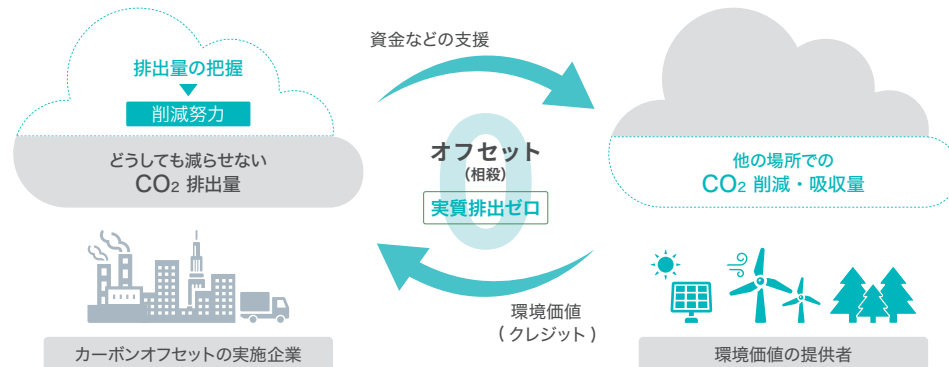 排出量の把握
削減努力
どうしても減らせない
CO₂ 排出量
カーボンオフセットの実施企業
資金などの支援
0
オフセット
(相殺)
実質排出ゼロ
環境価値
(クレジット)
他の場所での
CO₂ 削減・吸収量
環境価値の提供者